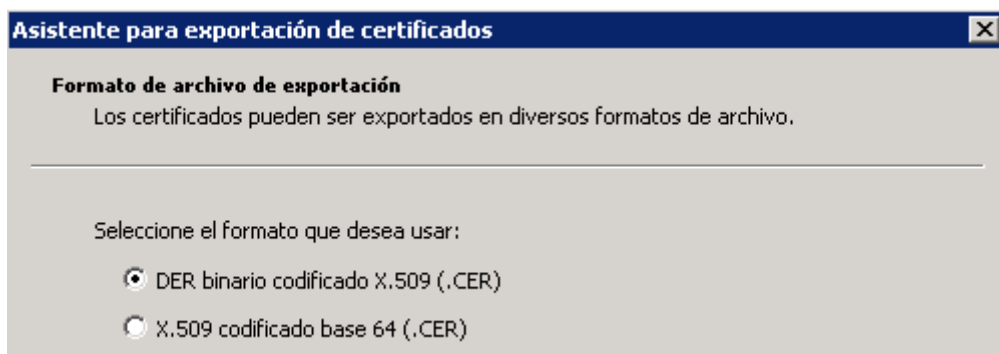 Asistente para exportación de certificados
Formato de archivo de exportación
Los certificados pueden ser exportados en diversos formatos de archivo.
Seleccione el formato que desea usar:
DER binario codificado X.509 (.CER)
X.509 codificado base 64 (.CER)